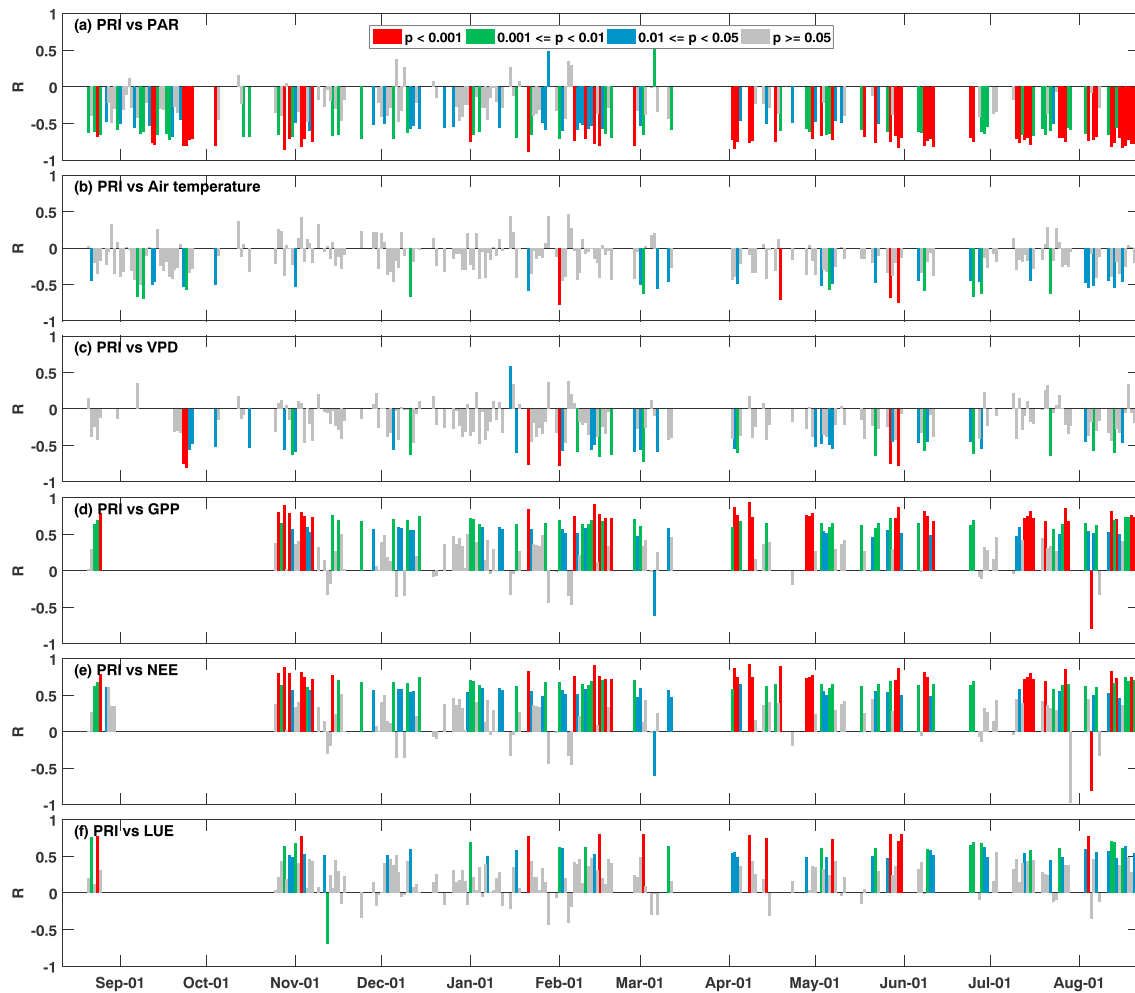 (a) PRI vs PAR
p < 0.001 0.001 <= p < 0.01 0.01 <= p < 0.05 p >= 0.05
1
0.5
0
-0.5
-1
R
(b) PRI vs Air temperature
1
0.5
0
-0.5
-1
R
(c) PRI vs VPD
1
0.5
0
-0.5
-1
R
(d) PRI vs GPP
1
0.5
0
-0.5
-1
R
(e) PRI vs NEE
1
0.5
0
-0.5
-1
R
(f) PRI vs LUE
1
0.5
0
-0.5
-1
R
Sep-01 Oct-01 Nov-01 Dec-01 Jan-01 Feb-01 Mar-01 Apr-01 May-01 Jun-01 Jul-01 Aug-01